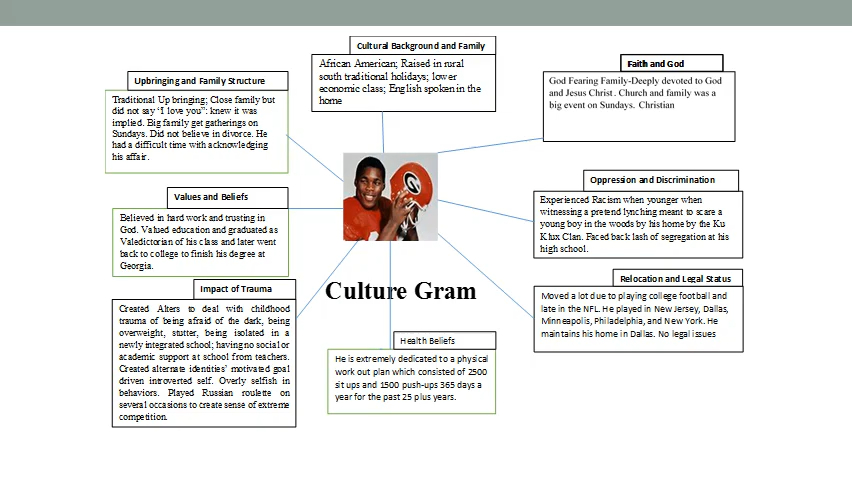 Cultural Background and Family
African American; Raised in rural
south traditional holidays; lower
economic class; English spoken in the
home
Faith and God
God Fearing Family-Deeply devoted to God
and Jesus Christ. Church and family was a
big event on Sundays. Christian
Upbringing and Family Structure
Traditional Up bringing; Close family but
did not say “I love you”: knew it was
implied. Big family get gatherings on
Sundays. Did not believe in divorce. He
had a difficult time with acknowledging
his affair.
Oppression and Discrimination
Experienced Racism when younger when
witnessing a pretend lynching meant to scare a
young boy in the woods by his home by the Ku
Klux Clan. Faced back lash of segregation at his
high school.
Values and Beliefs
Believed in hard work and trusting in
God. Valued education and graduated as
Valedictorian of his class and later went
back to college to finish his degree at
Georgia.
G
Culture Gram
Relocation and Legal Status
Moved a lot due to playing college football and
late in the NFL. He played in New Jersey, Dallas,
Minneapolis, Philadelphia, and New York. He
maintains his home in Dallas. No legal issues
Impact of Trauma
Created Alters to deal with childhood
trauma of being afraid of the dark, being
overweight, stutter, being isolated in a
newly integrated school; having no social or
academic support at school from teachers.
Created alternate identities’ motivated goal
driven introverted self. Overly selfish in
behaviors. Played Russian roulette on
several occasions to create sense of extreme
competition.
Health Beliefs
He is extremely dedicated to a physical
work out plan which consisted of 2500
sit ups and 1500 push-ups 365 days a
year for the past 25 plus years.